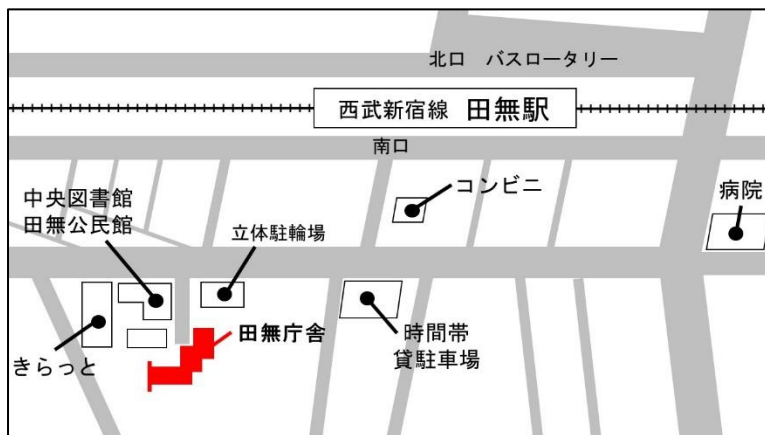 北口　バスロータリー
西武新宿線　田無駅
南口
コンビニ
病院
中央図書館
田無公民館
立体駐輪場
きらっと
田無庁舎
時間帯
貸駐車場